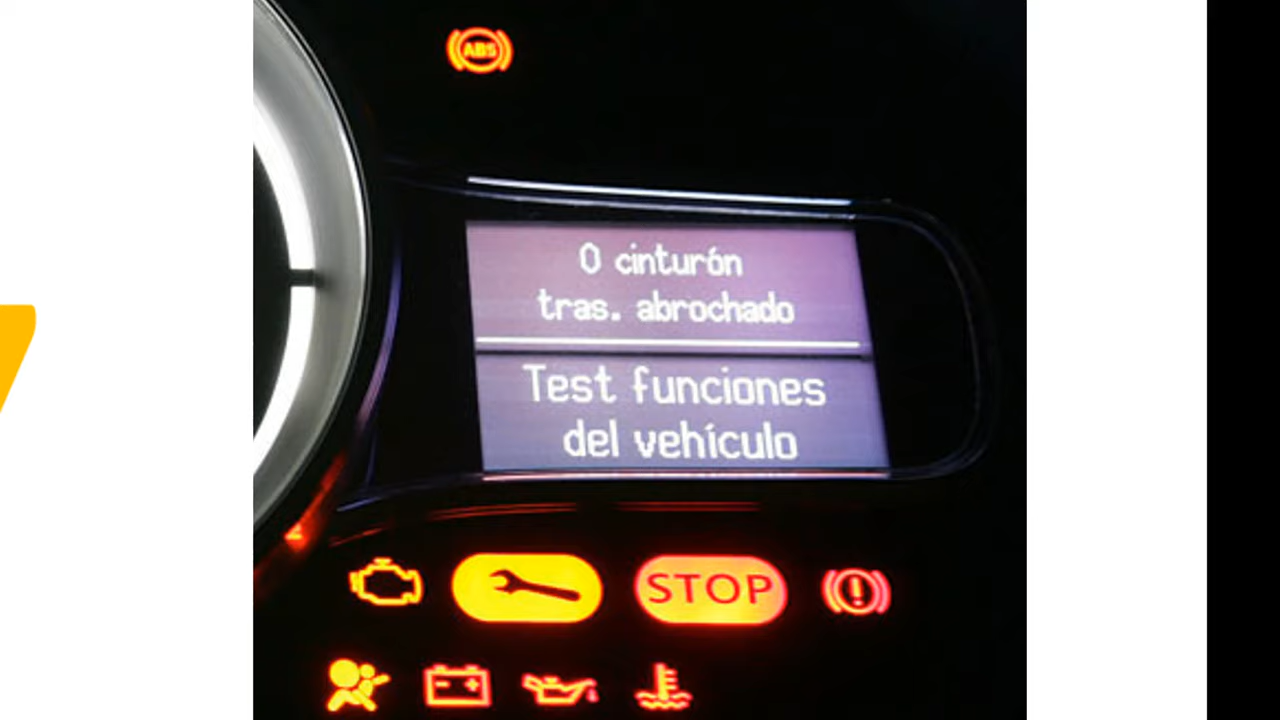 ABS
0 cinturón
tras. abrochado
Test funciones
del vehículo
STOP